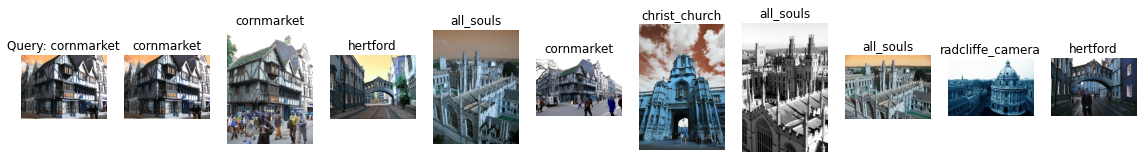 Query: cornmarket
cornmarket
cornmarket
hertford
all_souls
cornmarket
christ_church
all_souls
all_souls
radcliffe_camera
hertford